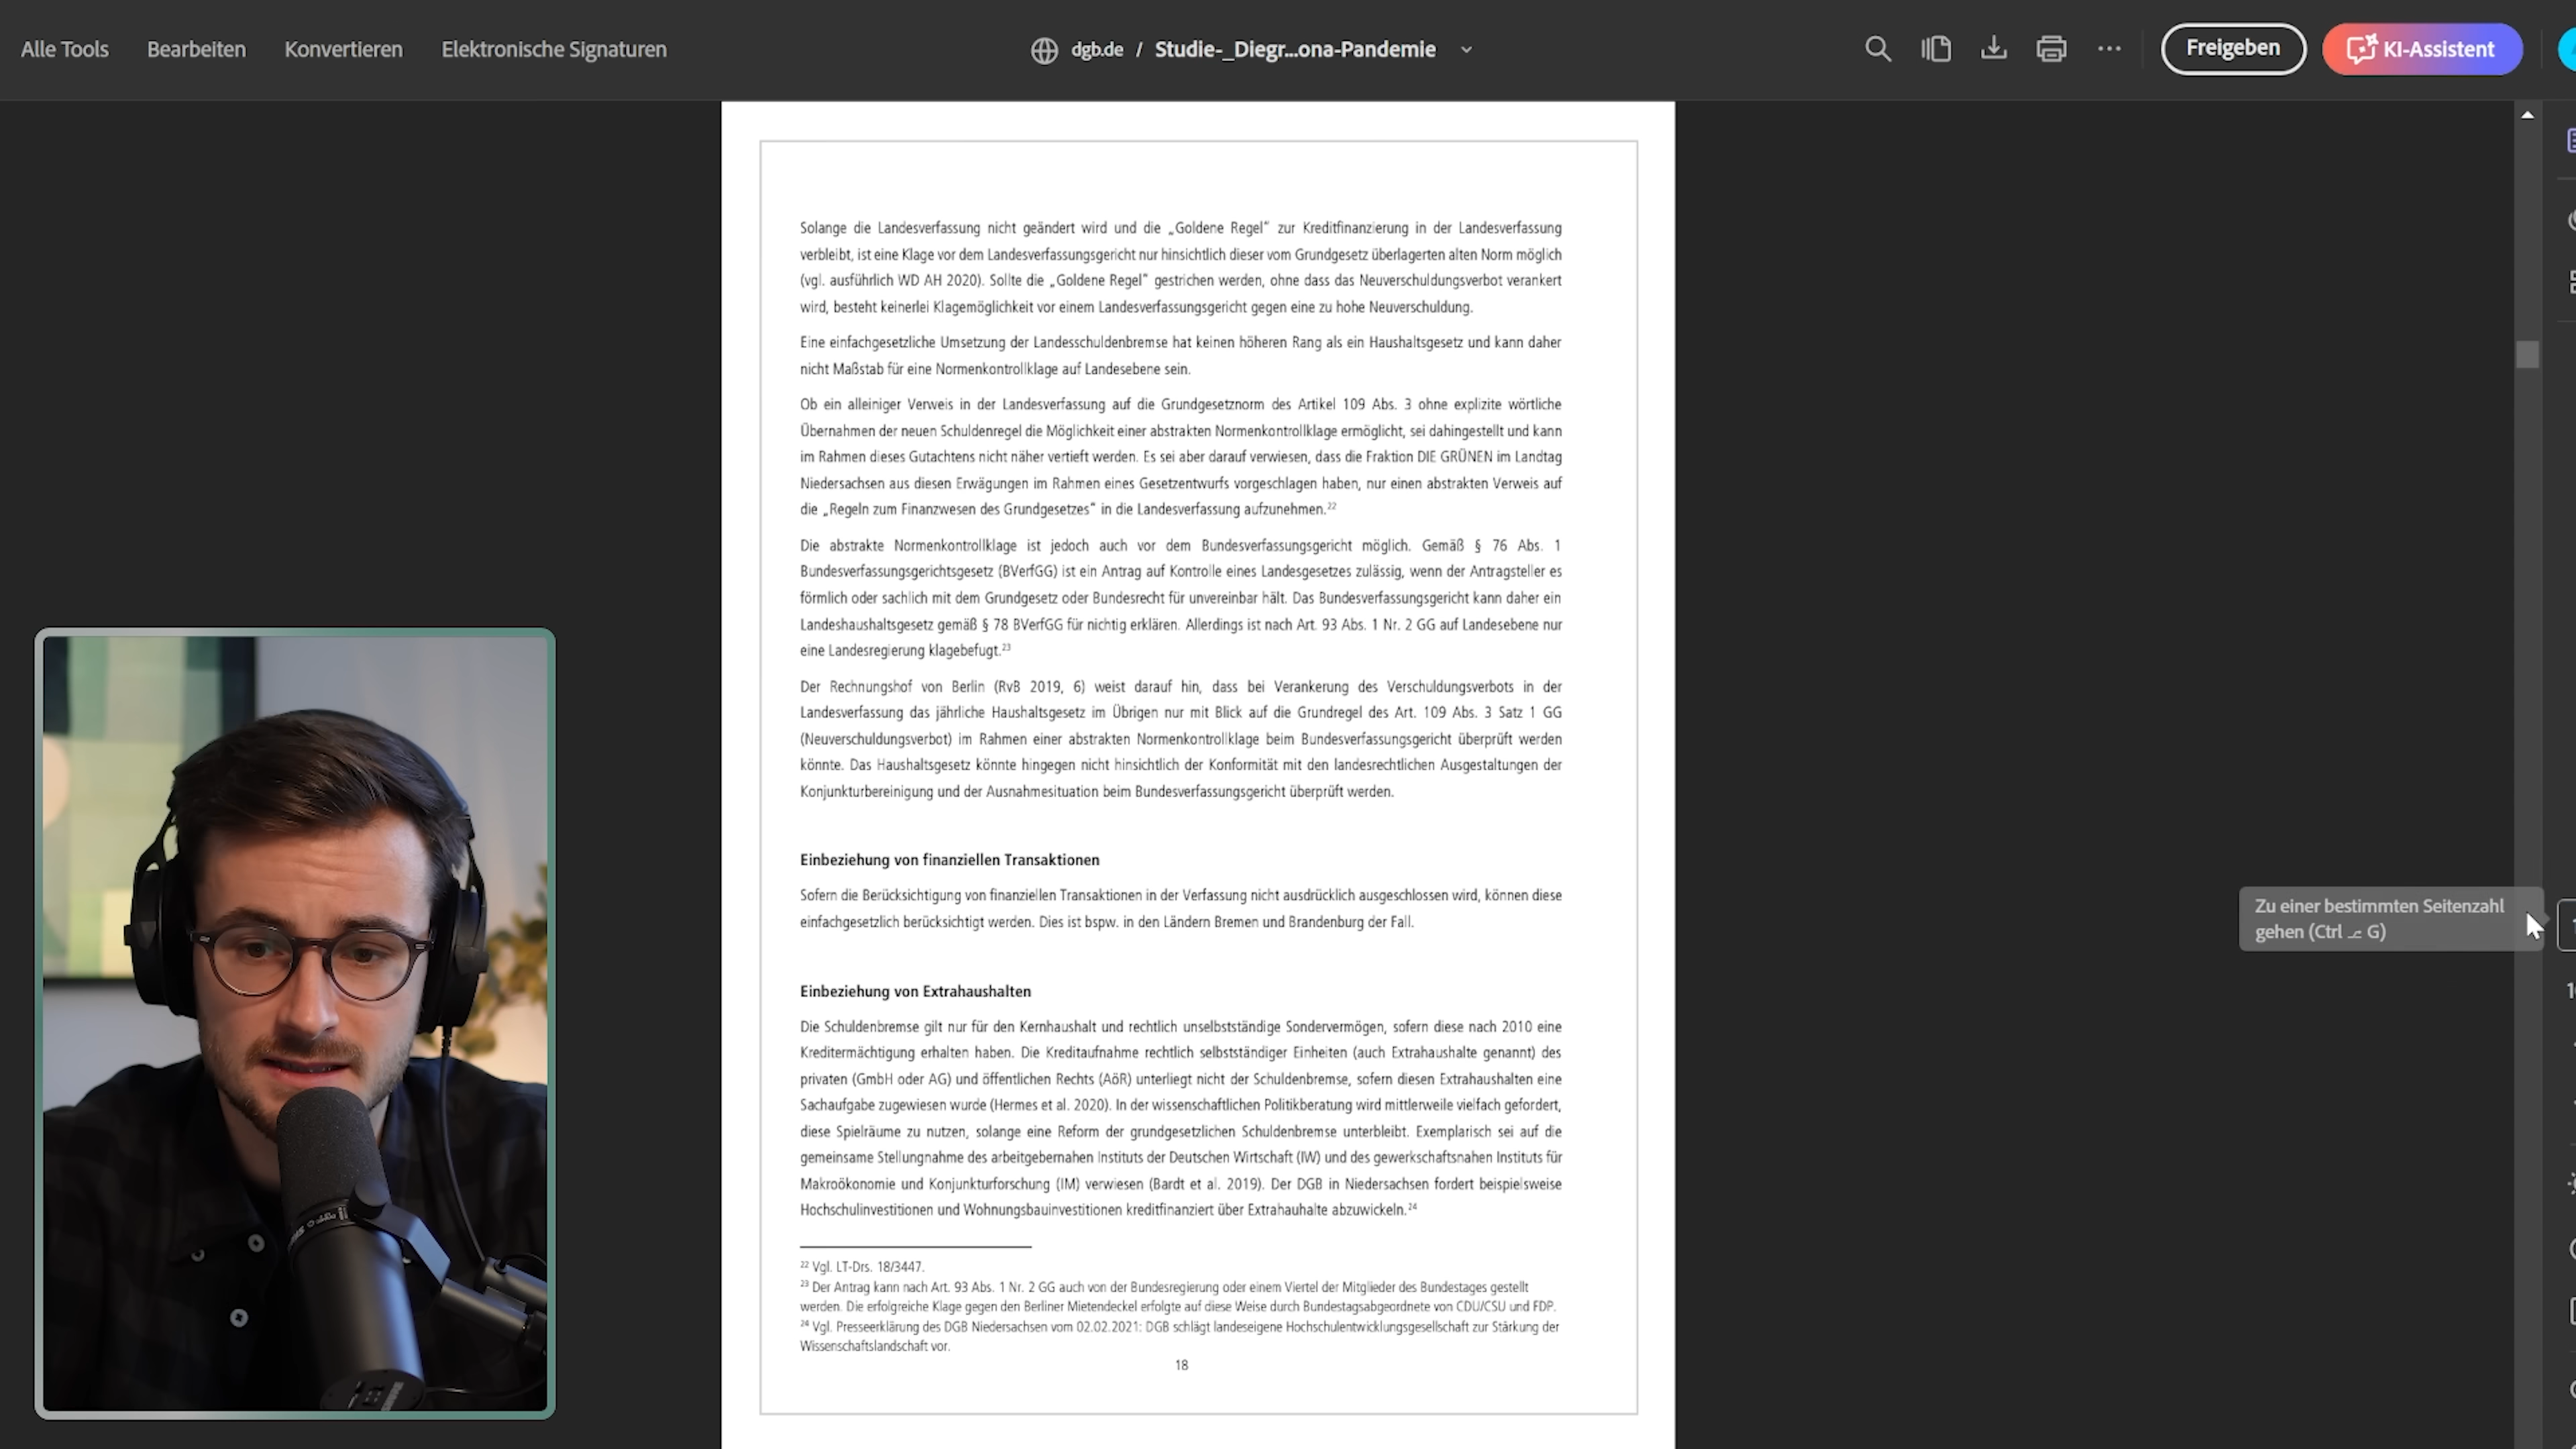 Alle Tools Bearbeiten Konvertieren Elektronische Signaturen dgb.de / Studie-_Diegr...ona-Pandemie Freigeben KI-Assistent
Solange die Landesverfassung nicht geändert wird und die „Goldene Regel“ zur Kreditfinanzierung in der Landesverfassung
verbleibt, ist eine Klage vor dem Landesverfassungsgericht nur hinsichtlich dieser vom Grundgesetz überlagerten alten Norm möglich
(vgl. ausführlich WD AH 2020). Sollte die „Goldene Regel“ gestrichen werden, ohne dass das Neuverschuldungsverbot verankert
wird, besteht keinerlei Klagemöglichkeit vor einem Landesverfassungsgericht gegen eine zu hohe Neuverschuldung.
Eine einfachgesetzliche Umsetzung der Landesschuldenbremse hat keinen höheren Rang als ein Haushaltsgesetz und kann daher
nicht Maßstab für eine Normenkontrollklage auf Landesebene sein.
Ob ein alleiniger Verweis in der Landesverfassung auf die Grundgesetznorm des Artikel 109 Abs. 3 ohne explizite wörtliche
Übernahmen der neuen Schuldenregel die Möglichkeit einer abstrakten Normenkontrollklage ermöglicht, sei dahingestellt und kann
im Rahmen dieses Gutachtens nicht näher vertieft werden. Es sei aber darauf verwiesen, dass die Fraktion DIE GRÜNEN im Landtag
Niedersachsen aus diesen Erwägungen im Rahmen eines Gesetzentwurfs vorgeschlagen haben, nur einen abstrakten Verweis auf
die „Regeln zum Finanzwesen des Grundgesetzes“ in die Landesverfassung aufzunehmen.22
Die abstrakte Normenkontrollklage ist jedoch auch vor dem Bundesverfassungsgericht möglich. Gemäß § 76 Abs. 1
Bundesverfassungsgerichtsgesetz (BVerfGG) ist ein Antrag auf Kontrolle eines Landesgesetzes zulässig, wenn der Antragsteller es
förmlich oder sachlich mit dem Grundgesetz oder Bundesrecht für unvereinbar hält. Das Bundesverfassungsgericht kann daher ein
Landeshaushaltsgesetz gemäß § 78 BVerfGG für nichtig erklären. Allerdings ist nach Art. 93 Abs. 1 Nr. 2 GG auf Landesebene nur
eine Landesregierung klagebefugt.23
Der Rechnungshof von Berlin (RvB 2019, 6) weist darauf hin, dass bei Verankerung des Verschuldungsverbots in der
Landesverfassung das jährliche Haushaltsgesetz im Übrigen nur mit Blick auf die Grundregel des Art. 109 Abs. 3 Satz 1 GG
(Neuverschuldungsverbot) im Rahmen einer abstrakten Normenkontrollklage beim Bundesverfassungsgericht überprüft werden
könnte. Das Haushaltsgesetz könnte hingegen nicht hinsichtlich der Konformität mit den landesrechtlichen Ausgestaltungen der
Konjunkturbereinigung und der Ausnahmesituation beim Bundesverfassungsgericht überprüft werden.
Einbeziehung von finanziellen Transaktionen
Sofern die Berücksichtigung von finanziellen Transaktionen in der Verfassung nicht ausdrücklich ausgeschlossen wird, können diese
einfachgesetzlich berücksichtigt werden. Dies ist bspw. in den Ländern Bremen und Brandenburg der Fall.
Einbeziehung von Extrahaushalten
Die Schuldenbremse gilt nur für den Kernhaushalt und rechtlich unselbstständige Sondervermögen, sofern diese nach 2010 eine
Kreditermächtigung erhalten haben. Die Kreditaufnahme rechtlich selbstständiger Einheiten (auch Extrahaushalte genannt) des
privaten (GmbH oder AG) und öffentlichen Rechts (AöR) unterliegt nicht der Schuldenbremse, sofern diesen Extrahaushalten eine
Sachaufgabe zugewiesen wurde (Hermes et al. 2020). In der wissenschaftlichen Politikberatung wird mittlerweile vielfach gefordert,
diese Spielräume zu nutzen, solange eine Reform der grundgesetzlichen Schuldenbremse unterbleibt. Exemplarisch sei auf die
gemeinsame Stellungnahme des arbeitgebernahen Instituts der Deutschen Wirtschaft (IW) und des gewerkschaftsnahen Instituts für
Makroökonomie und Konjunkturforschung (IM) verwiesen (Bardt et al. 2019). Der DGB in Niedersachsen fordert beispielsweise
Hochschulinvestitionen und Wohnungsbauinvestitionen kreditfinanziert über Extrahauhalte abzuwickeln.24
22 Vgl. LT-Drs. 18/3447.
23 Der Antrag kann nach Art. 93 Abs. 1 Nr. 2 GG auch von der Bundesregierung oder einem Viertel der Mitglieder des Bundestages gestellt
werden. Die erfolgreiche Klage gegen den Berliner Mietendeckel erfolgte auf diese Weise durch Bundestagsabgeordnete von CDU/CSU und FDP.
24 Vgl. Presseerklärung des DGB Niedersachsen vom 02.02.2021: DGB schlägt landeseigene Hochschulentwicklungsgesellschaft zur Stärkung der
Wissenschaftslandschaft vor.
18
Zu einer bestimmten Seitenzahl
gehen (Ctrl ⌥ G)